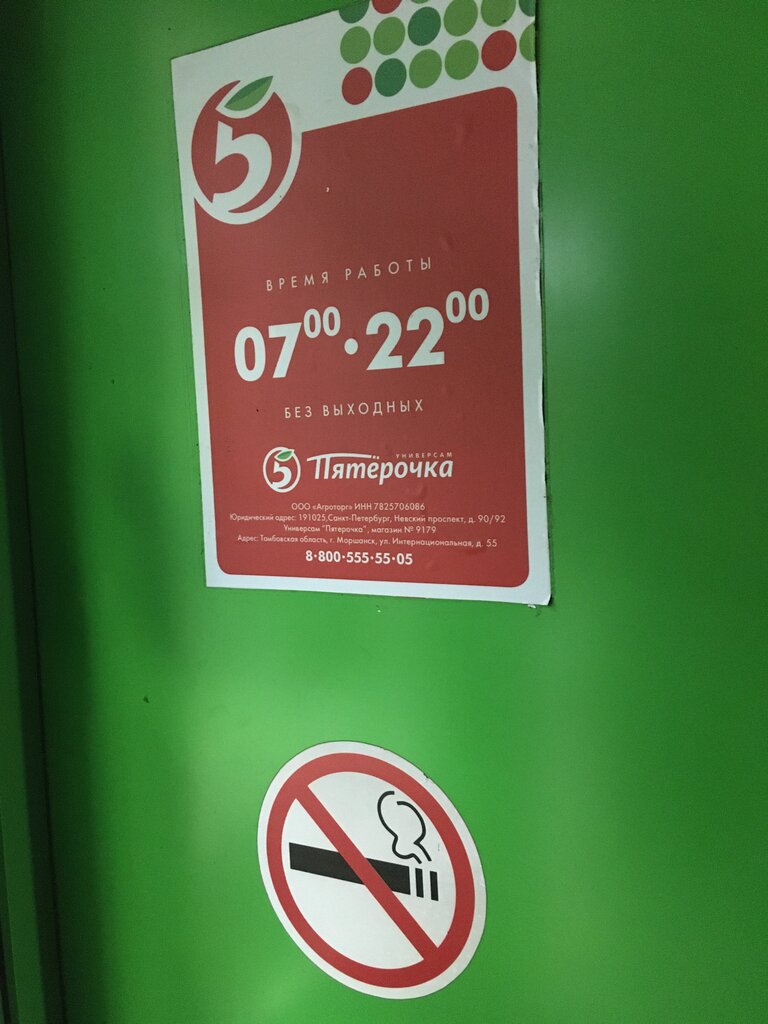 5
ВРЕМЯ РАБОТЫ
07⁰⁰·22⁰⁰
БЕЗ ВЫХОДНЫХ
5 УНИВЕРСАМ
Пятёрочка
ООО «Агроторг» ИНН 7825706086
Юридический адрес: 191025,Санкт-Петербург, Невский проспект, д. 90/92
Универсам "Пятерочка", магазин № 9179
Адрес: Тамбовская область, г. Моршанск, ул. Интернациональная, д. 55
8·800·555·55·05